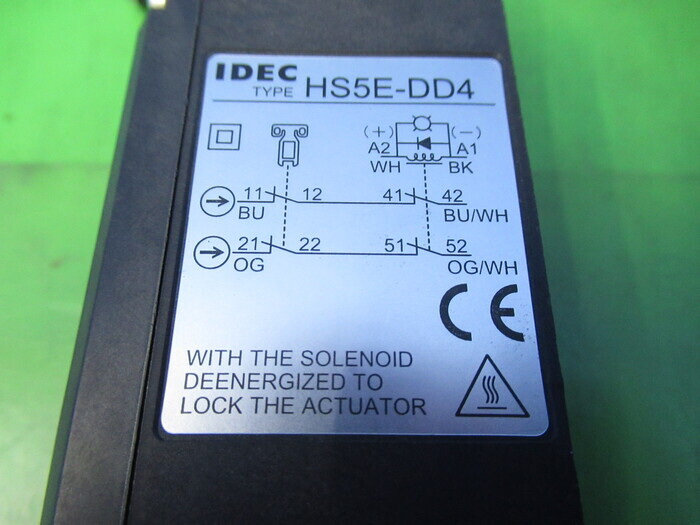 IDEC
TYPE HS5E-DD4
(+) (-)
A2 A1
WH BK
11 12 41 42
BU BU/WH
21 22 51 52
OG OG/WH
CE
WITH THE SOLENOID
DEENERGIZED TO
LOCK THE ACTUATOR